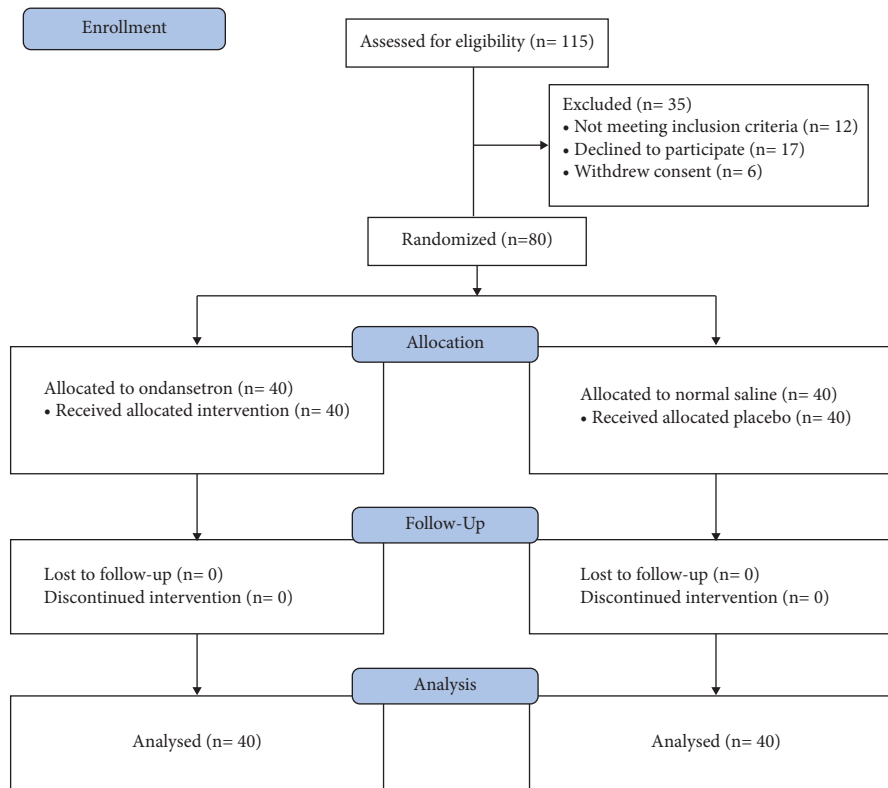 Enrollment
Assessed for eligibility (n= 115)
Excluded (n= 35)
• Not meeting inclusion criteria (n= 12)
• Declined to participate (n= 17)
• Withdrew consent (n= 6)
Randomized (n=80)
Allocation
Allocated to ondansetron (n= 40)
• Received allocated intervention (n= 40)
Allocated to normal saline (n= 40)
• Received allocated placebo (n= 40)
Follow-Up
Lost to follow-up (n= 0)
Discontinued intervention (n= 0)
Lost to follow-up (n= 0)
Discontinued intervention (n= 0)
Analysis
Analysed (n= 40)
Analysed (n= 40)